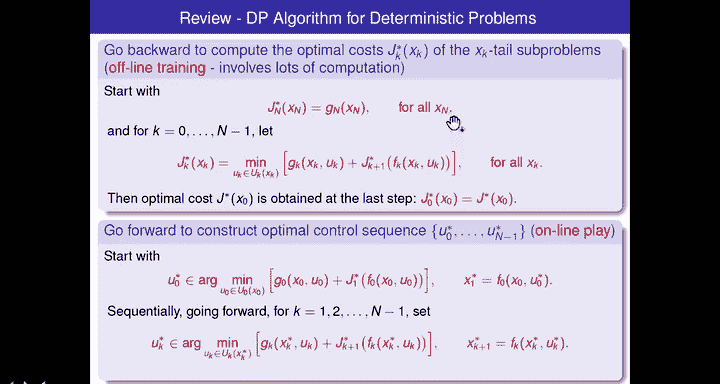 Review - DP Algorithm for Deterministic Problems
Go backward to compute the optimal costs J*_k(x_k) of the x_k-tail subproblems
(off-line training - involves lots of computation)
Start with
J*_N(x_N) = g_N(x_N), for all x_N,
and for k = 0, . . . , N − 1, let
J*_k(x_k) = min_{u_k∈U_k(x_k)} [g_k(x_k, u_k) + J*_{k+1}(f_k(x_k, u_k))], for all x_k.
Then optimal cost J*(x_0) is obtained at the last step: J*_0(x_0) = J*(x_0).
Go forward to construct optimal control sequence {u*_0, . . . , u*_{N−1}} (on-line play)
Start with
u*_0 ∈ arg min_{u_0∈U_0(x_0)} [g_0(x_0, u_0) + J*_1(f_0(x_0, u_0))], x*_1 = f_0(x_0, u*_0).
Sequentially, going forward, for k = 1, 2, . . . , N − 1, set
u*_k ∈ arg min_{u_k∈U_k(x*_k)} [g_k(x*_k, u_k) + J*_{k+1}(f_k(x*_k, u_k))], x*_{k+1} = f_k(x*_k, u*_k).